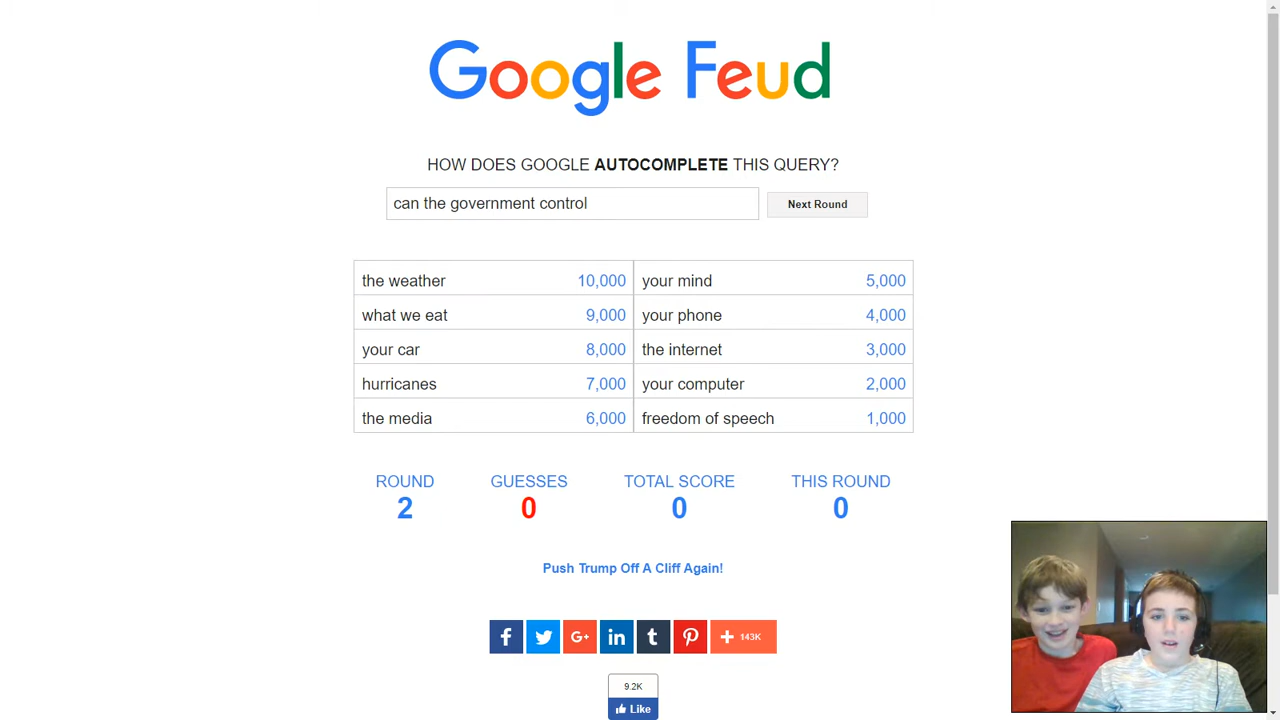 Google Feud
HOW DOES GOOGLE AUTOCOMPLETE THIS QUERY?
can the government control
Next Round
the weather 10,000 your mind 5,000
what we eat 9,000 your phone 4,000
your car 8,000 the internet 3,000
hurricanes 7,000 your computer 2,000
the media 6,000 freedom of speech 1,000
ROUND GUESSES TOTAL SCORE THIS ROUND
2 0 0 0
Push Trump Off A Cliff Again!
f G+ in t 143K
9.2K
Like